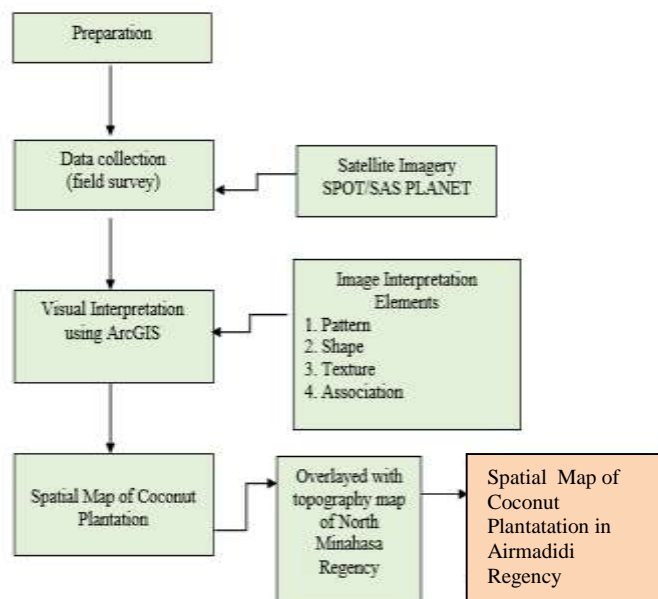 Preparation
Data collection
(field survey)
Satellite Imagery
SPOT/SAS PLANET
Visual Interpretation
using ArcGIS
Image Interpretation
Elements
1. Pattern
2. Shape
3. Texture
4. Association
Spatial Map of Coconut
Plantation
Overlayed with
topography map
of North
Minahasa
Regency
Spatial Map of
Coconut
Plantatation in
Airmadidi
Regency